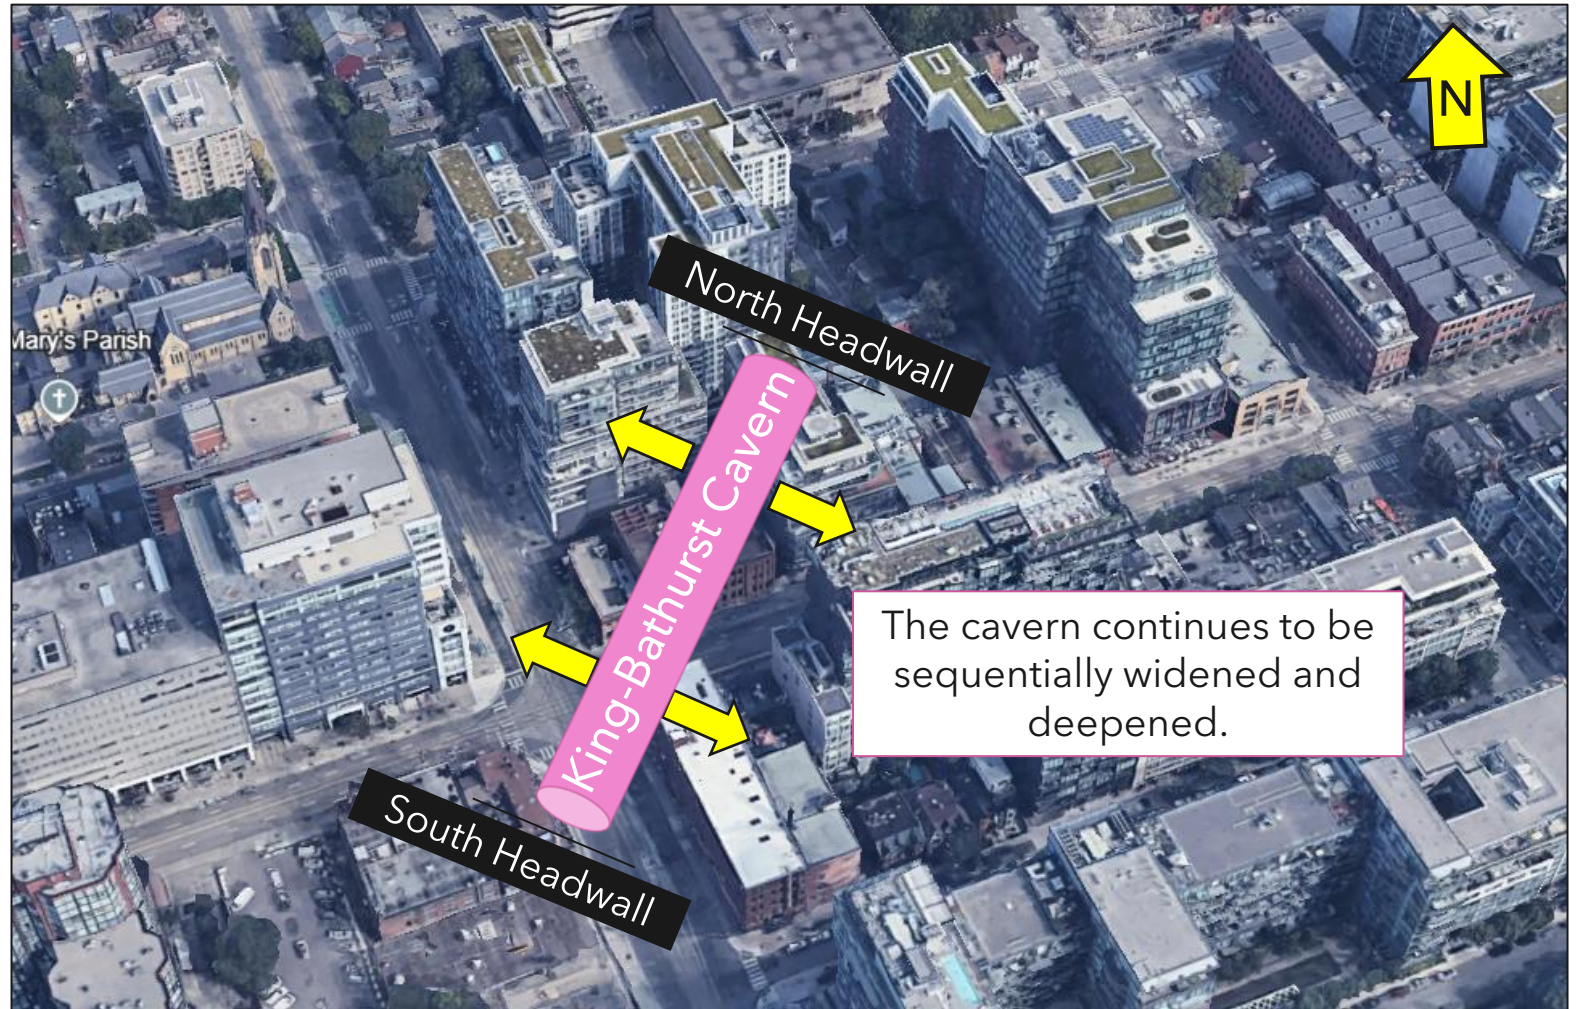 N
North Headwall
Mary's Parish
King-Bathurst Cavern
The cavern continues to be
sequentially widened and
deepened.
South Headwall